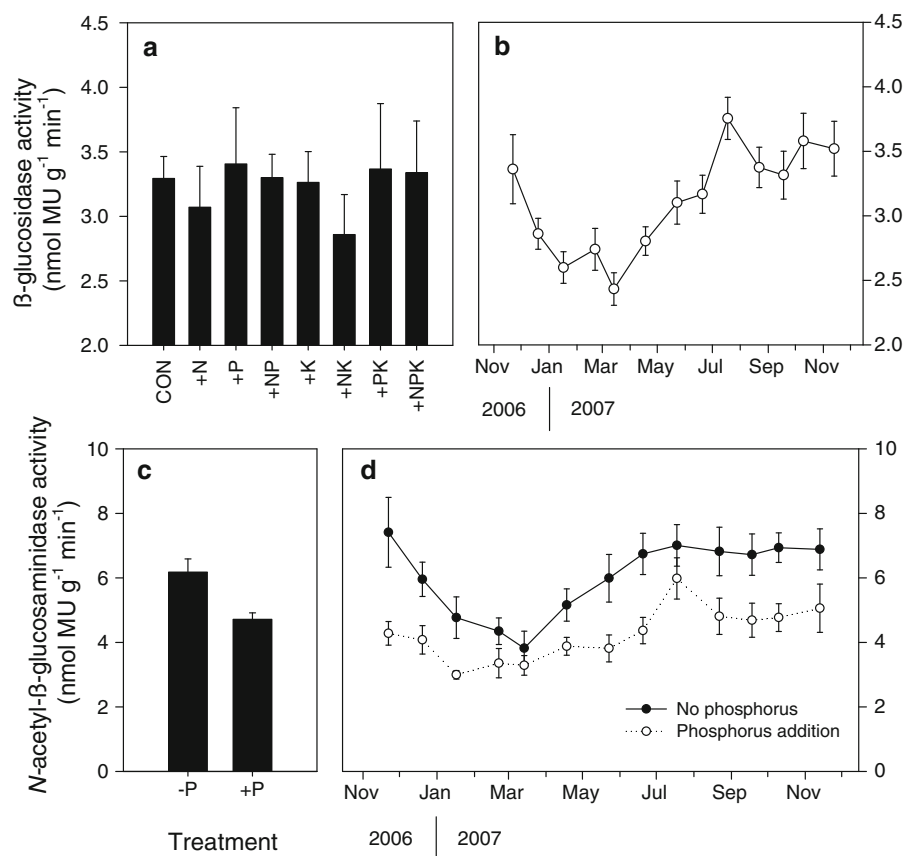 a
ß-glucosidase activity
(nmol MU g-1 min-1)
4.5
4.0
3.5
3.0
2.5
2.0
CON
+N
+P
+NP
+K
+NK
+PK
+NPK
b
4.5
4.0
3.5
3.0
2.5
2.0
Nov Jan Mar May Jul Sep Nov
2006 2007
c
N-acetyl-ß-glucosaminidase activity
(nmol MU g-1 min-1)
10
8
6
4
2
0
-P
+P
Treatment
d
10
8
6
4
2
0
No phosphorus
Phosphorus addition
Nov Jan Mar May Jul Sep Nov
2006 2007